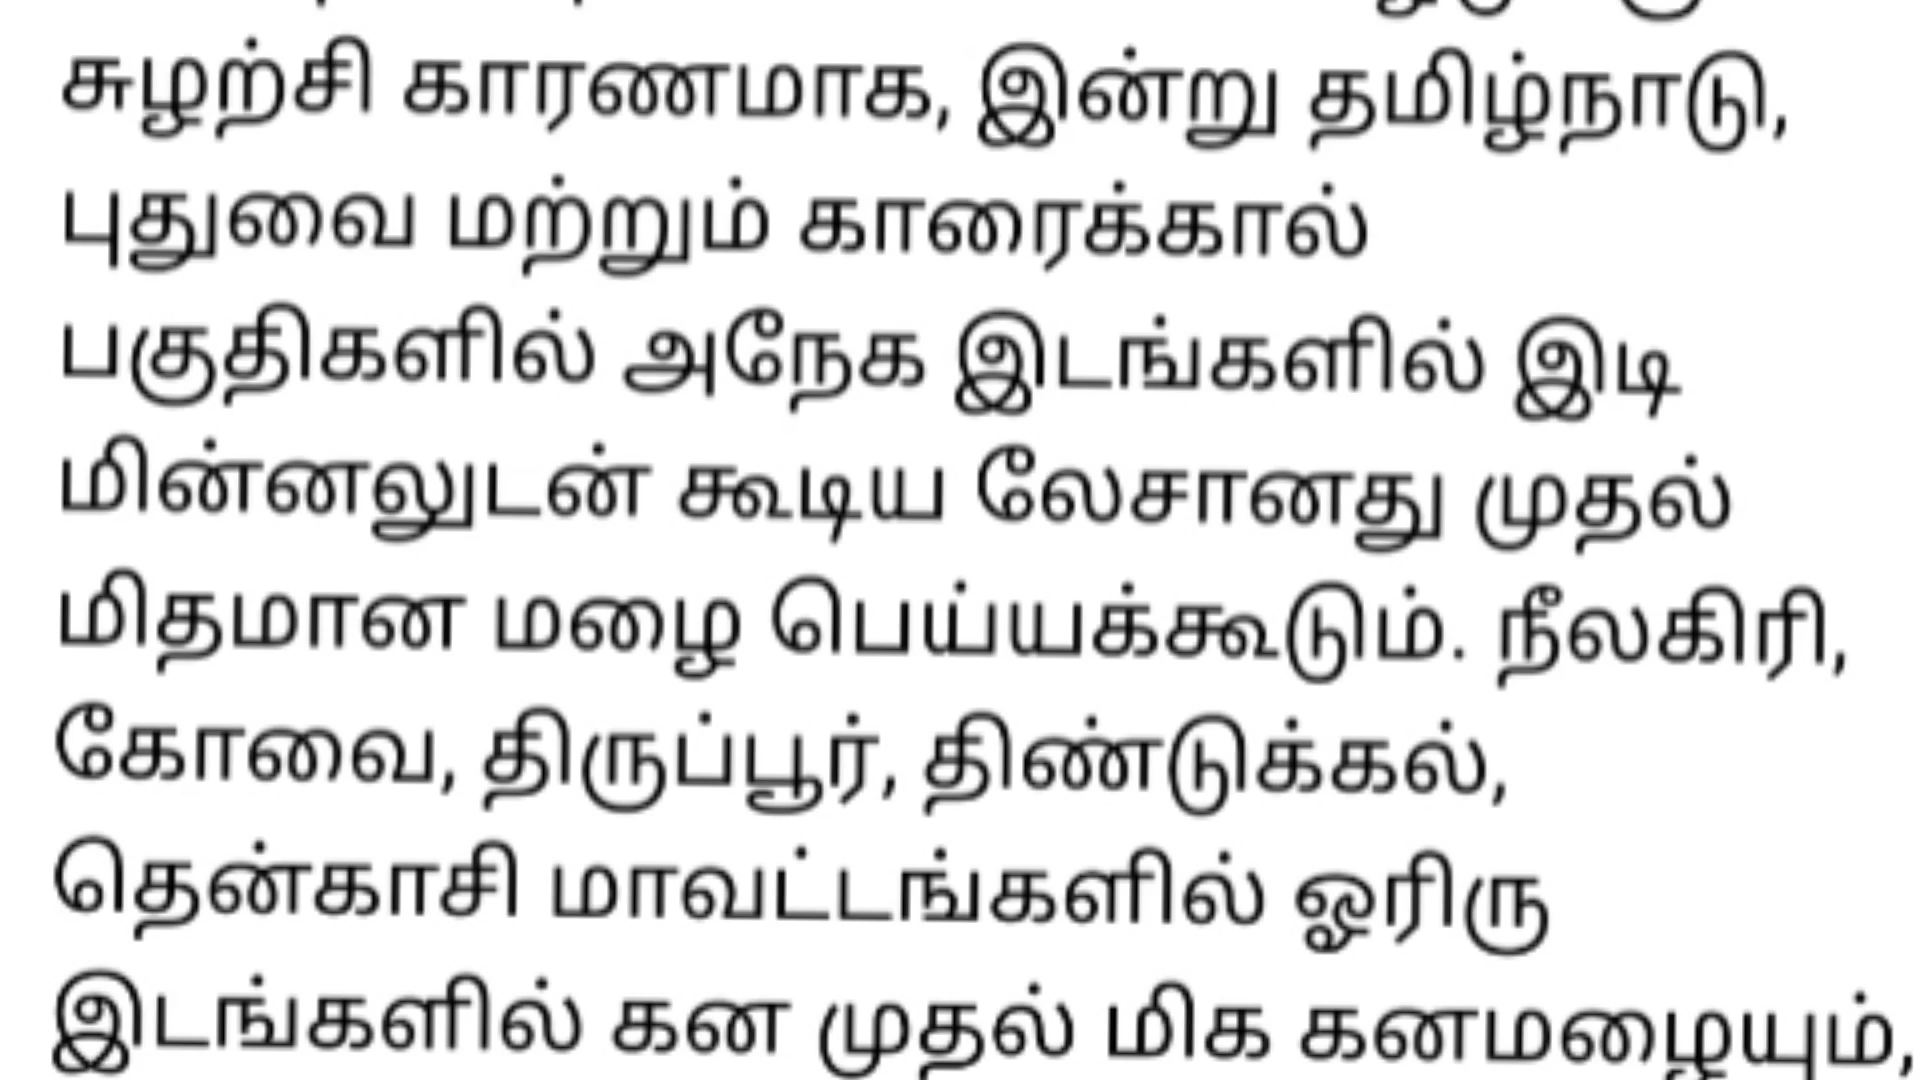 சுழற்சி காரணமாக, இன்று தமிழ்நாடு,
புதுவை மற்றும் காரைக்கால்
பகுதிகளில் அநேக இடங்களில் இடி
மின்னலுடன் கூடிய லேசானது முதல்
மிதமான மழை பெய்யக்கூடும். நீலகிரி,
கோவை, திருப்பூர், திண்டுக்கல்,
தென்காசி மாவட்டங்களில் ஓரிரு
இடங்களில் கன முதல் மிக கனமழையும்,